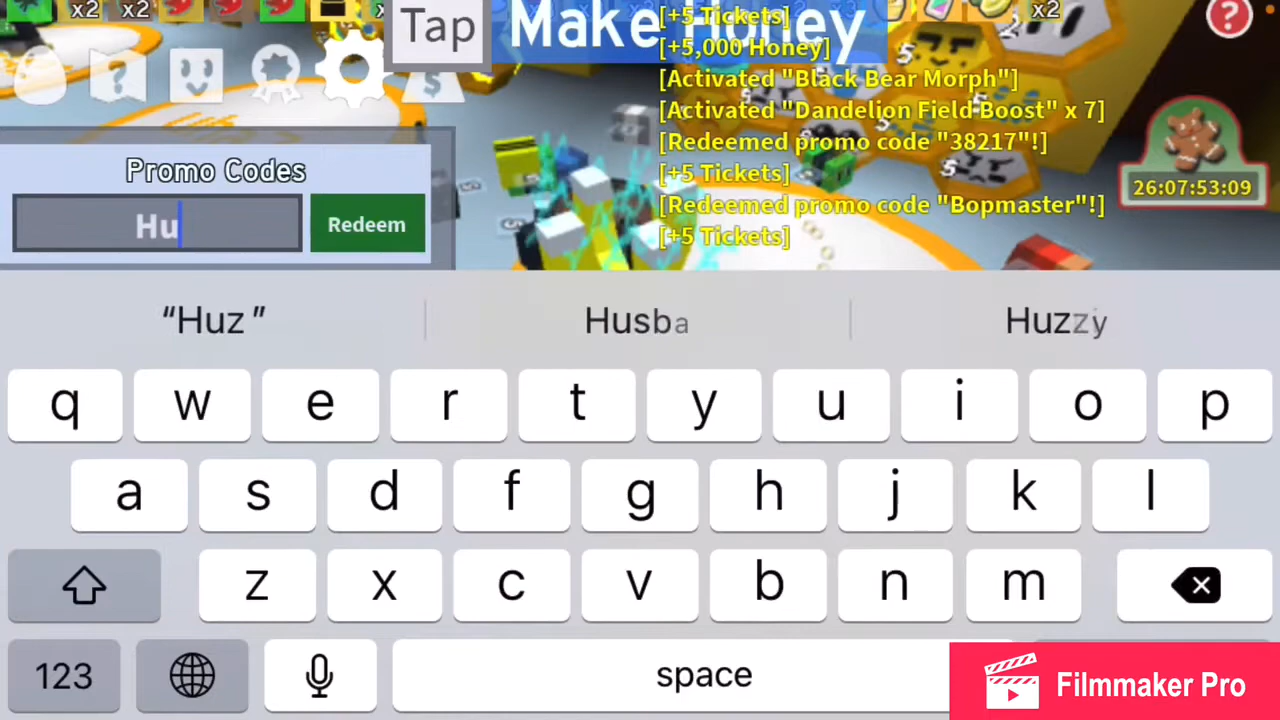 x2 x2
x2
Tap
Make Honey
[+5 Tickets]
[+5,000 Honey]
[Activated "Black Bear Morph"]
[Activated "Dandelion Field Boost" x 7]
[Redeemed promo code "38217"!]
[+5 Tickets]
[Redeemed promo code "Bopmaster"!]
[+5 Tickets]
?
?
$
26:07:53:09
Promo Codes
Hu
Redeem
“Huz” Husba Huzzy
q w e r t y u i o p
a s d f g h j k l
z x c v b n m
123
space
Filmmaker Pro